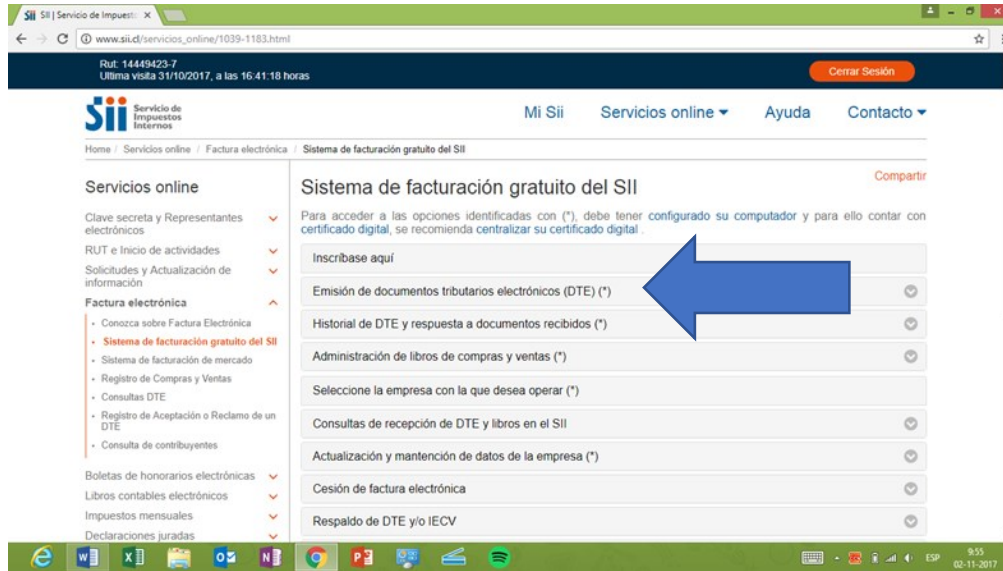 SII | Servicio de Impuest
www.sii.cl/servicios_online/1039-1183.html
Rut: 14449423-7
Ultima visita 31/10/2017, a las 16:41:18 horas
Cerrar Sesión
sii Servicio de
Impuestos
Internos
Mi Sii Servicios online Ayuda Contacto
Home / Servicios online / Factura electrónica / Sistema de facturación gratuito del SII
Compartir
Servicios online
Clave secreta y Representantes
electrónicos
RUT e Inicio de actividades
Solicitudes y Actualización de
información
Factura electrónica
Conozca sobre Factura Electrónica
Sistema de facturación gratuito del SII
Sistema de facturación de mercado
Registro de Compras y Ventas
Consultas DTE
Registro de Aceptación o Reclamo de un
DTE
Consulta de contribuyentes
Boletas de honorarios electrónicas
Libros contables electrónicos
Impuestos mensuales
Declaraciones juradas
Sistema de facturación gratuito del SII
Para acceder a las opciones identificadas con (*), debe tener configurado su computador y para ello contar con
certificado digital, se recomienda centralizar su certificado digital .
Inscríbase aquí
Emisión de documentos tributarios electrónicos (DTE) (*)
Historial de DTE y respuesta a documentos recibidos (*)
Administración de libros de compras y ventas (*)
Seleccione la empresa con la que desea operar (*)
Consultas de recepción de DTE y libros en el SII
Actualización y mantención de datos de la empresa (*)
Cesión de factura electrónica
Respaldo de DTE y/o IECV
ESP
9:55
02-11-2017